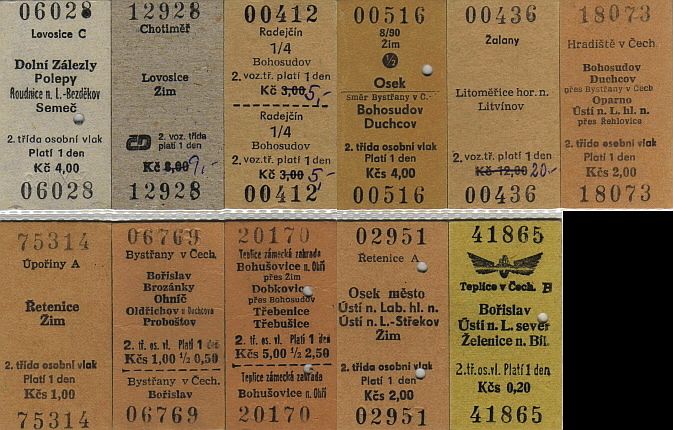 06028
Lovosice C
Dolní Zálezly
Polepy
Roudnice n. L.-Bezděkov
Semeč
2. třída osobní vlak
Platí 1 den
Kč 4,00
06028
12928
Chotiměř
Lovosice
Žim
ČD 2. voz. třída
platí 1 den
Kč 8,00 9,-
12928
00412
Radejčín
1/4
Bohosudov
2. voz.tř. platí 1 den
Kč 3,00 5,-
Radejčín
1/4
Bohosudov
2. voz.tř. platí 1 den
Kč 3,00 5,-
00412
00516
8/90
Žim
1/2
Osek
Směr Bystřany v Č.-
Bohosudov
Duchcov
2. třída osobní vlak
Platí 1 den
Kčs 4,00
00516
00436
Žalany
Litoměřice hor. n.
Litvínov
2. voz.tř. platí 1 den
Kč 12,00 20,-
00436
18073
Hradiště v Čech.
Bohosudov
Duchcov
přes Bystřany v Čech
Oparno
Ústí n. L. hl. n.
přes Řehlovice
2. třída osobní vlak
Platí 1 den
Kčs 2,00
18073
75314
Úpořiny A
Řetenice
Žim
2. třída osobní vlak
Platí 1 den
Kčs 1,00
75314
06769
Bystřany v Čech.
Bořislav
Brozánky
Ohníč
Oldřichov u Duchcova
Proboštov
2. tř. os. vl. Platí 1 den
Kčs 1,00 ½ 0,50
Bystřany v Čech.
Bořislav
06769
20170
Teplice zámecká zahrada
Bohušovice n. Ohří
přes Žim
Dobkovice
přes Bohosudov
Třebenice
Třebušice
2. tř. os. vl. Platí 1 den
Kčs 5,00 ½ 2,50
Teplice zámecká zahrada
Bohušovice n. Ohří
20170
02951
Řetenice A
Osek město
Ústí n. Lab. hl. n.
Ústí n. L.-Střekov
Žim
2. třída osobní vlak
Platí 1 den
Kčs 2,00
02951
41865
Teplice v Čech. B
Bořislav
Ústí n. L. sever
Želenice n. Bíl.
2. tř. os. vl. Platí 1 den
Kčs 0,20
41865